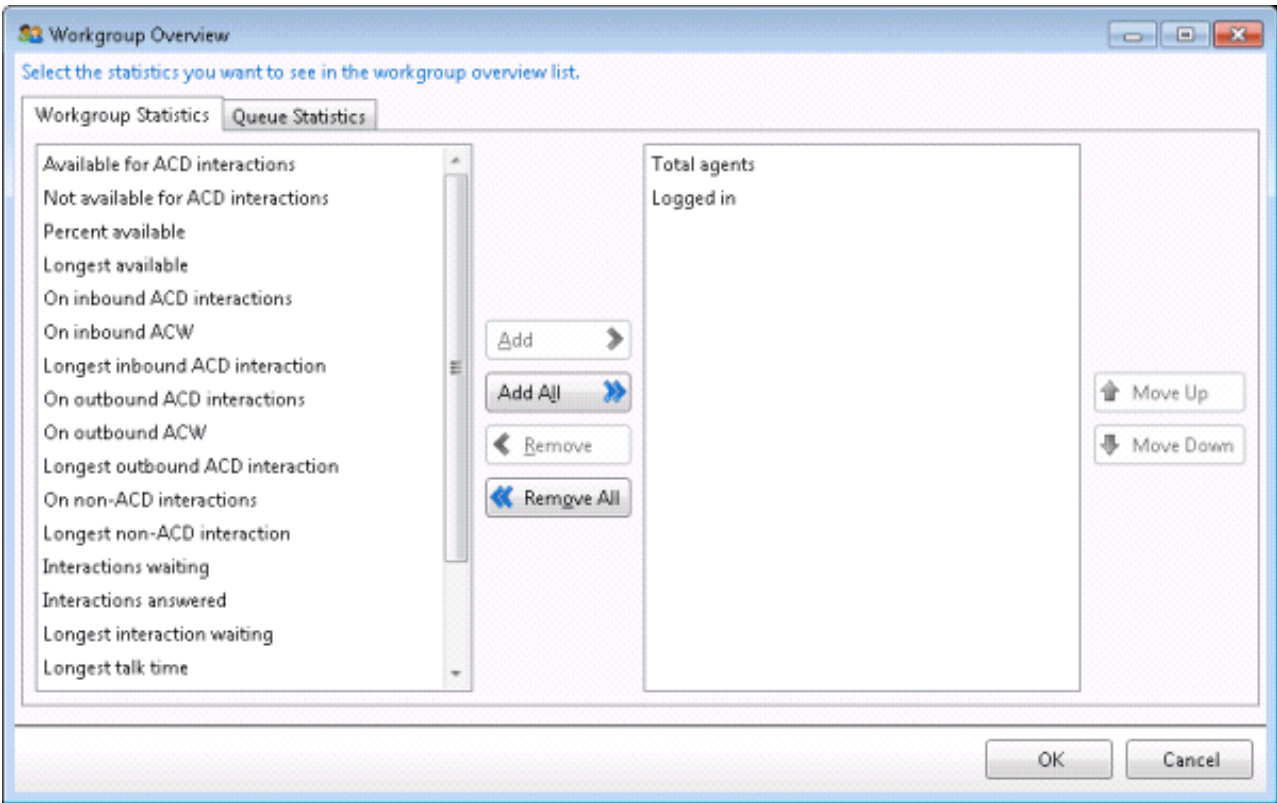 Workgroup Overview
Select the statistics you want to see in the workgroup overview list.
Workgroup Statistics
Queue Statistics
Available for ACD interactions
Not available for ACD interactions
Percent available
Longest available
On inbound ACD interactions
On inbound ACW
Longest inbound ACD interaction
On outbound ACD interactions
On outbound ACW
Longest outbound ACD interaction
On non-ACD interactions
Longest non-ACD interaction
Interactions waiting
Interactions answered
Longest interaction waiting
Longest talk time
Add
Add All
Remove
Remove All
Total agents
Logged in
Move Up
Move Down
OK
Cancel